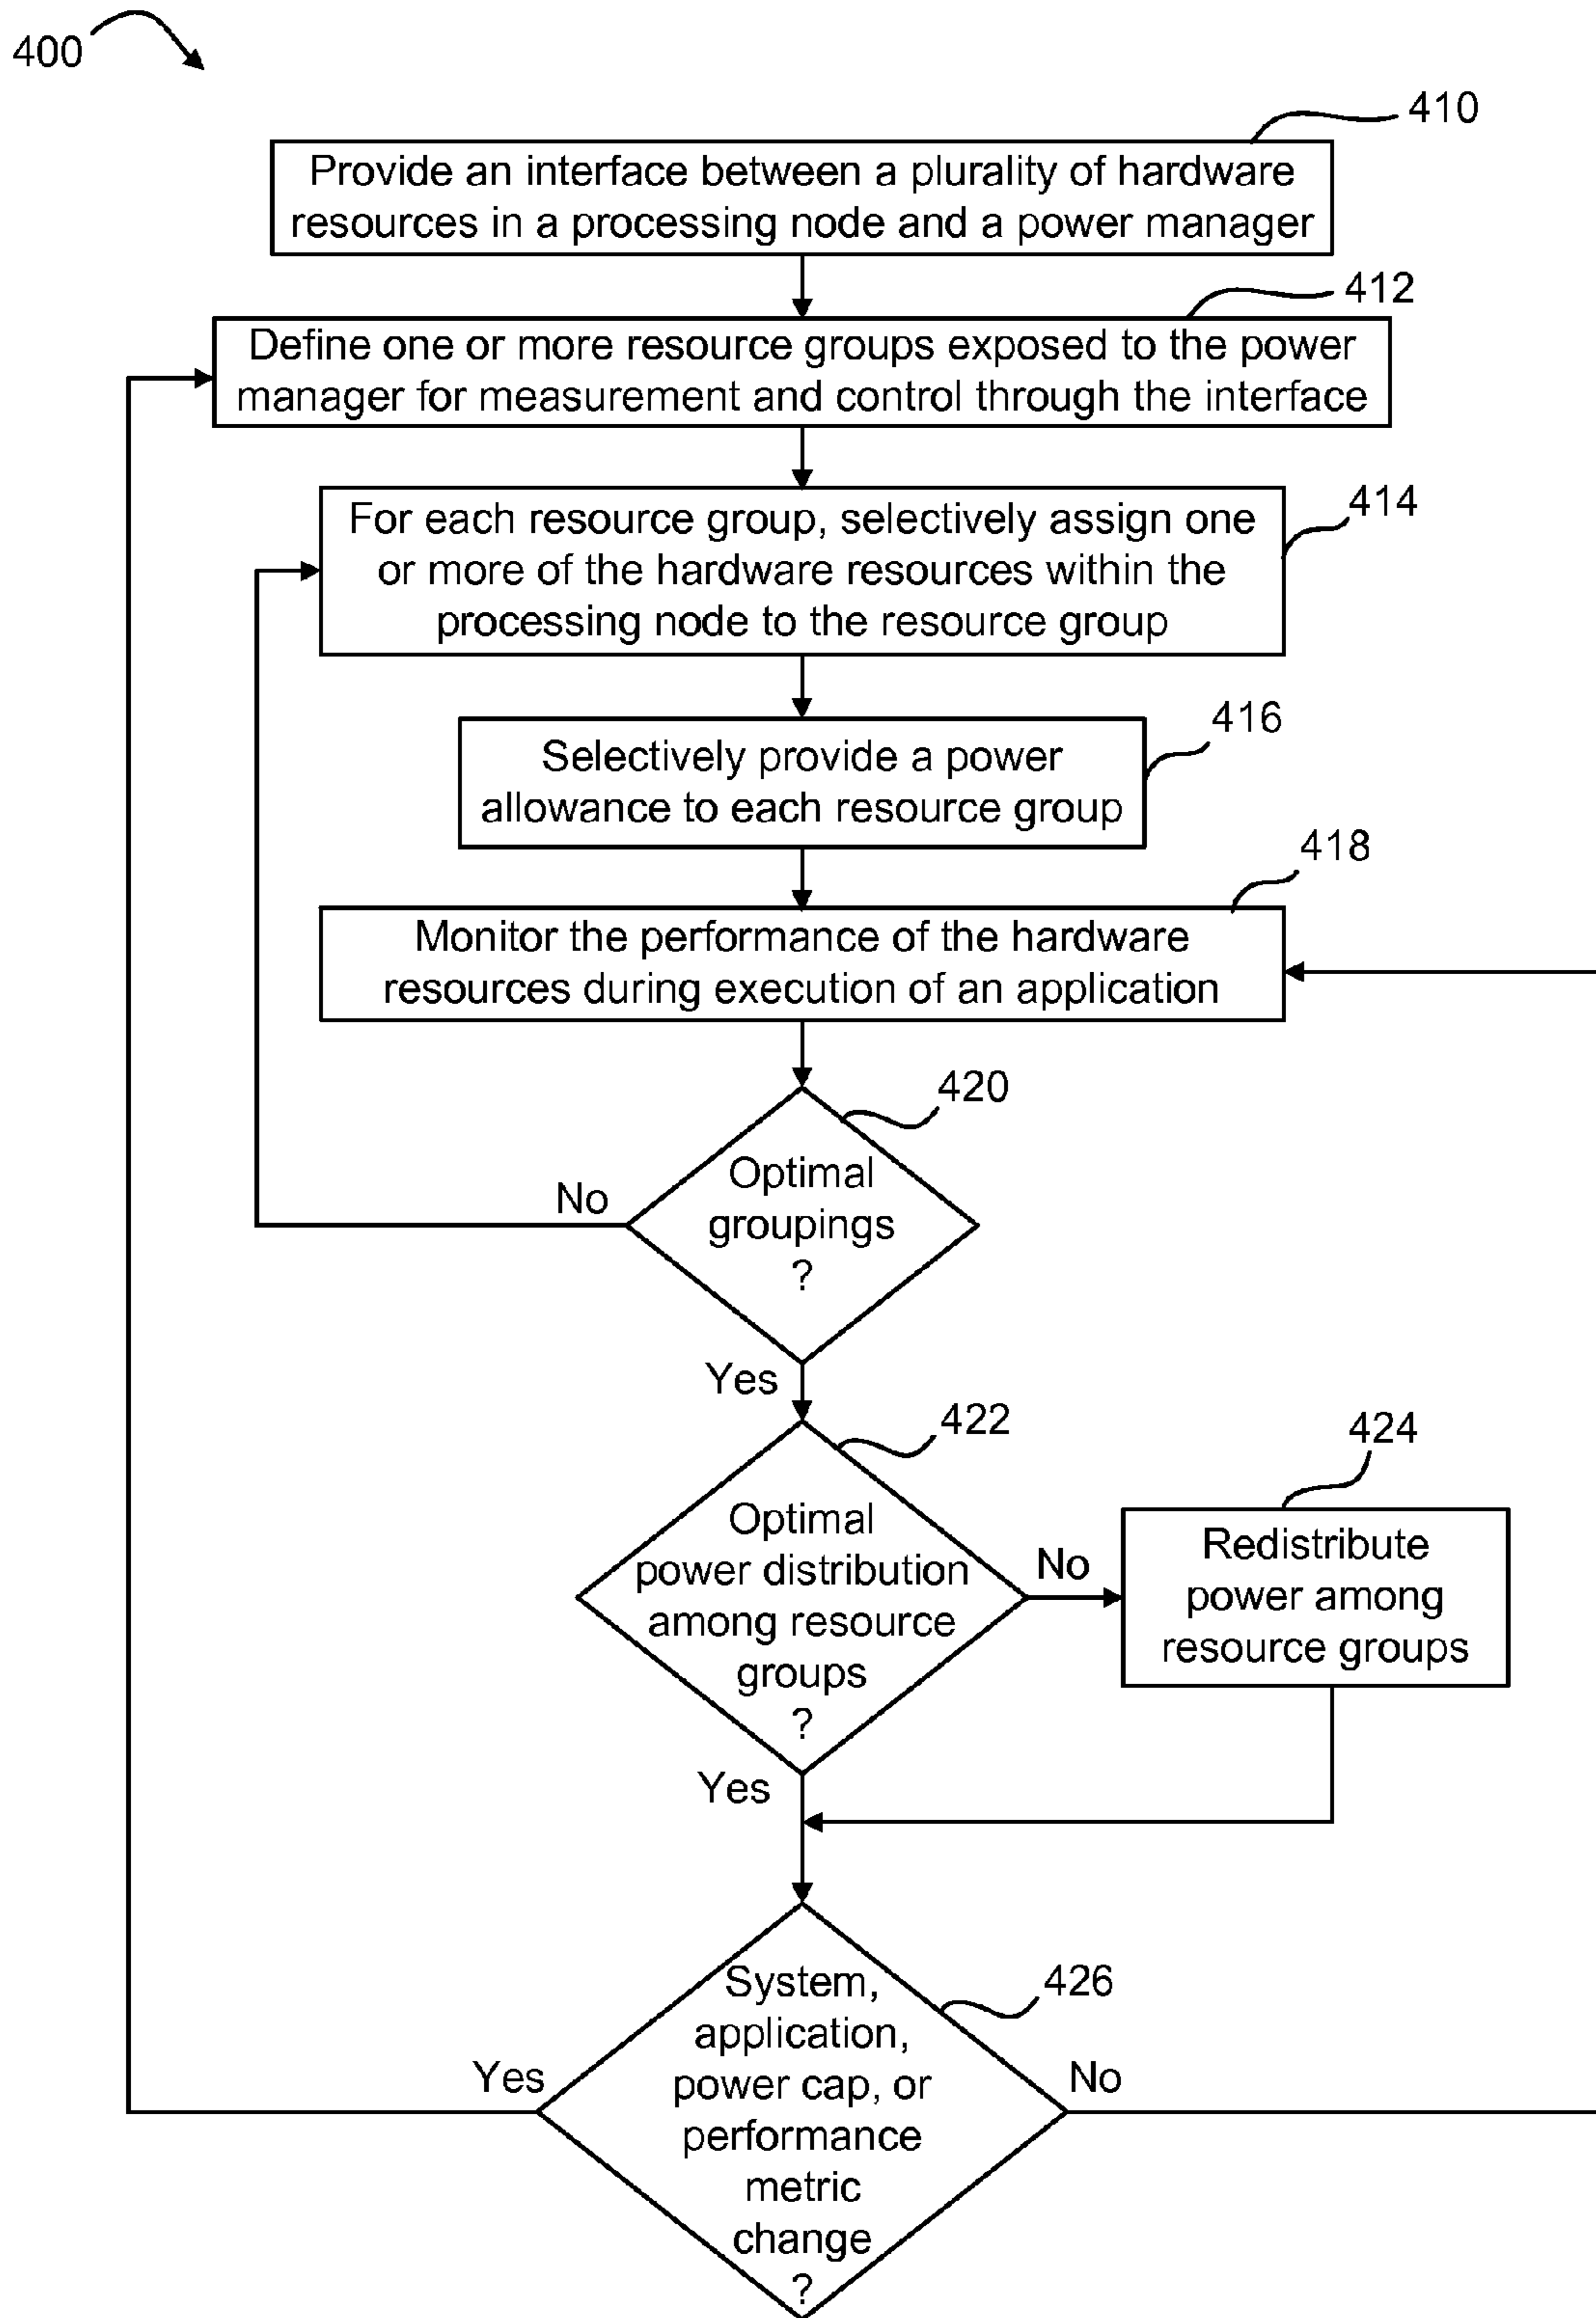 400
410
Provide an interface between a plurality of hardware
resources in a processing node and a power manager
412
Define one or more resource groups exposed to the power
manager for measurement and control through the interface
414
For each resource group, selectively assign one
or more of the hardware resources within the
processing node to the resource group
416
Selectively provide a power
allowance to each resource group
418
Monitor the performance of the hardware
resources during execution of an application
420
Optimal
groupings
?
No
Yes
422
Optimal
power distribution
among resource
groups
?
No
424
Redistribute
power among
resource groups
Yes
426
System,
application,
power cap, or
performance
metric
change
?
Yes
No